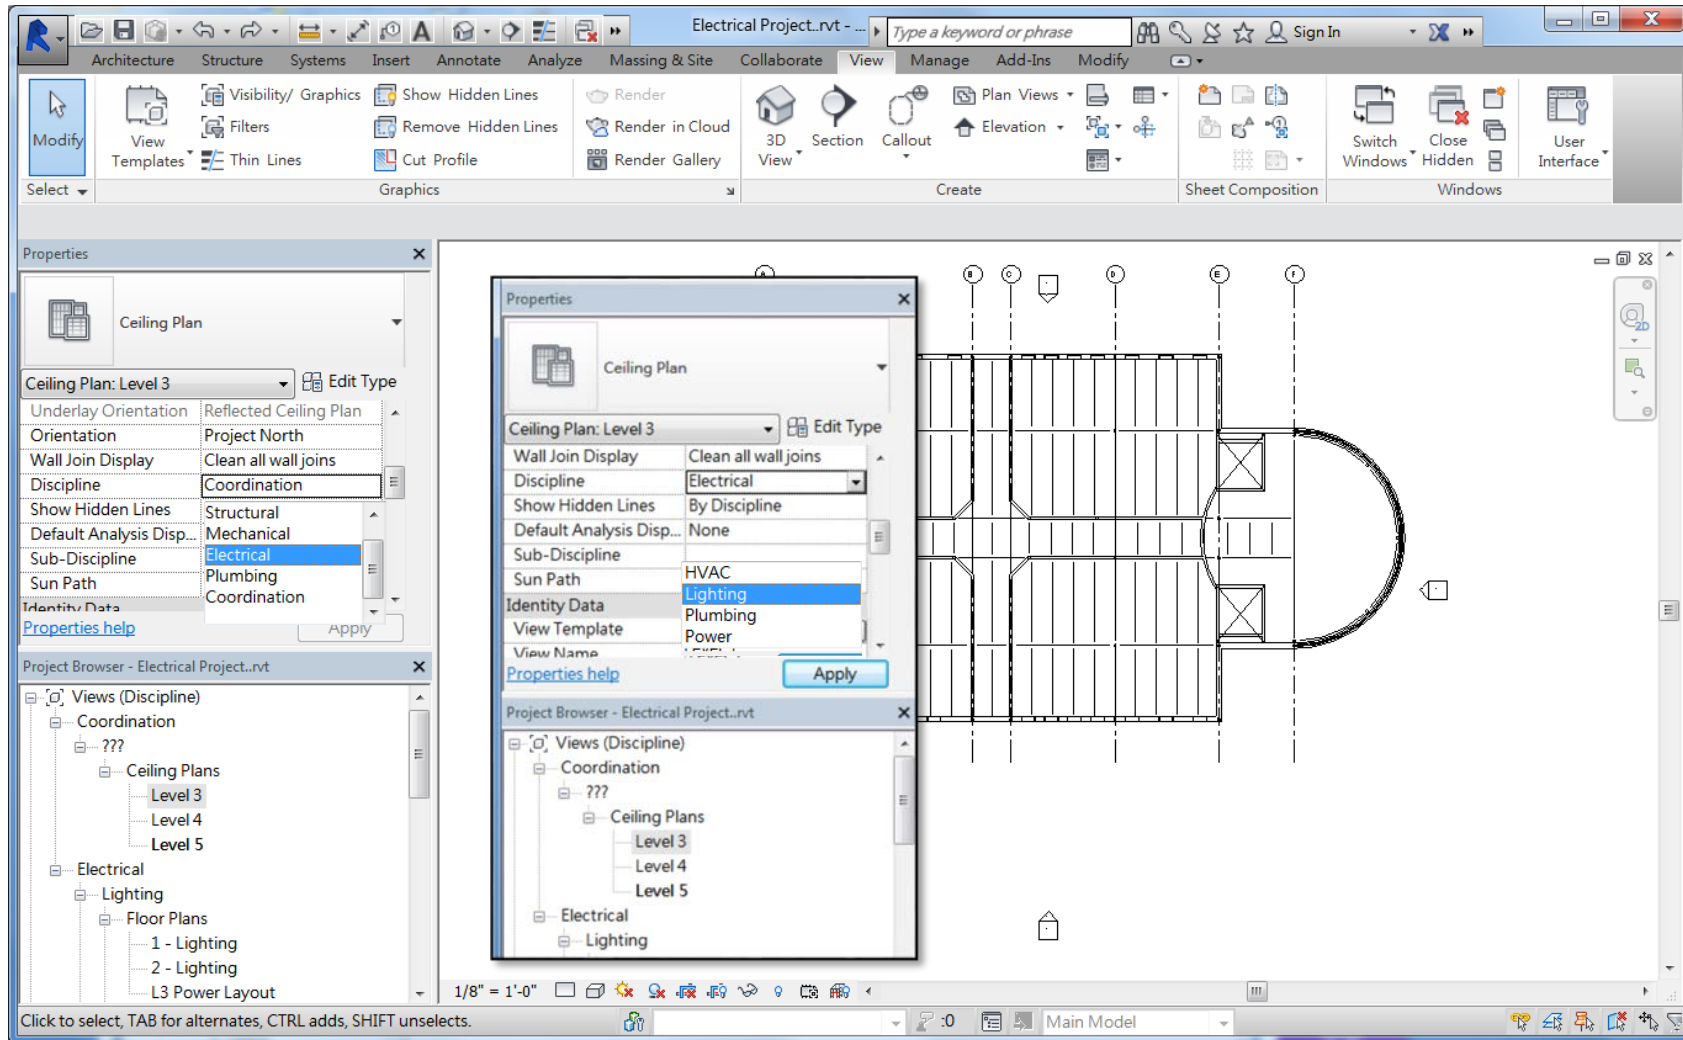 Electrical Project..rvt - ...
Type a keyword or phrase
Sign In
Architecture Structure Systems Insert Annotate Analyze Massing & Site Collaborate View Manage Add-Ins Modify
Modify
View Templates
Visibility/ Graphics
Filters
Thin Lines
Show Hidden Lines
Remove Hidden Lines
Cut Profile
Render
Render in Cloud
Render Gallery
3D View
Section
Callout
Plan Views
Elevation
Switch Windows
Close Hidden
User Interface
Select Graphics Create Sheet Composition Windows
Properties
Ceiling Plan
Ceiling Plan: Level 3 Edit Type
Underlay Orientation Reflected Ceiling Plan
Orientation Project North
Wall Join Display Clean all wall joins
Discipline Coordination
Show Hidden Lines Structural
Default Analysis Disp... Mechanical
Sub-Discipline Electrical
Sun Path Plumbing
Coordination
Identity Data
Properties help Apply
Project Browser - Electrical Project..rvt
Views (Discipline)
Coordination
???
Ceiling Plans
Level 3
Level 4
Level 5
Electrical
Lighting
Floor Plans
1 - Lighting
2 - Lighting
L3 Power Layout
Properties
Ceiling Plan
Ceiling Plan: Level 3 Edit Type
Wall Join Display Clean all wall joins
Discipline Electrical
Show Hidden Lines By Discipline
Default Analysis Disp... None
Sub-Discipline
Sun Path HVAC
Identity Data Lighting
View Template Plumbing
Power
View Name
Properties help Apply
Project Browser - Electrical Project..rvt
Views (Discipline)
Coordination
???
Ceiling Plans
Level 3
Level 4
Level 5
Electrical
Lighting
B C D E F
2D
1/8" = 1'-0"
Click to select, TAB for alternates, CTRL adds, SHIFT unselects.
:0
Main Model